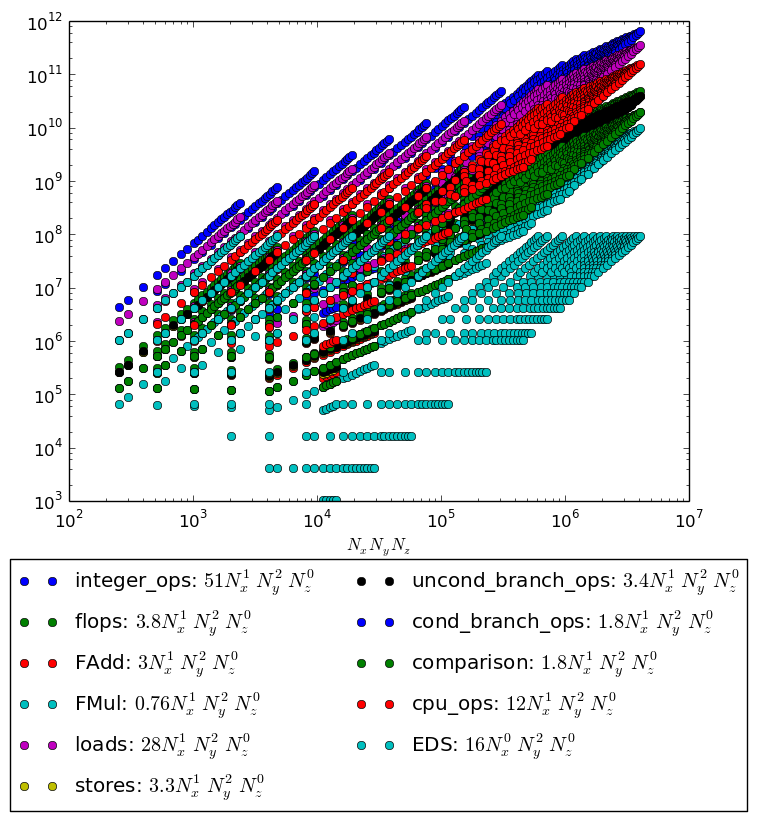 10^12
10^11
10^10
10^9
10^8
10^7
10^6
10^5
10^4
10^3
10^2 10^3 10^4 10^5 10^6 10^7
N_x N_y N_z
integer_ops: 51N_x^1 N_y^2 N_z^0
flops: 3.8N_x^1 N_y^2 N_z^0
FAdd: 3N_x^1 N_y^2 N_z^0
FMul: 0.76N_x^1 N_y^2 N_z^0
loads: 28N_x^1 N_y^2 N_z^0
stores: 3.3N_x^1 N_y^2 N_z^0
uncond_branch_ops: 3.4N_x^1 N_y^2 N_z^0
cond_branch_ops: 1.8N_x^1 N_y^2 N_z^0
comparison: 1.8N_x^1 N_y^2 N_z^0
cpu_ops: 12N_x^1 N_y^2 N_z^0
EDS: 16N_x^0 N_y^2 N_z^0